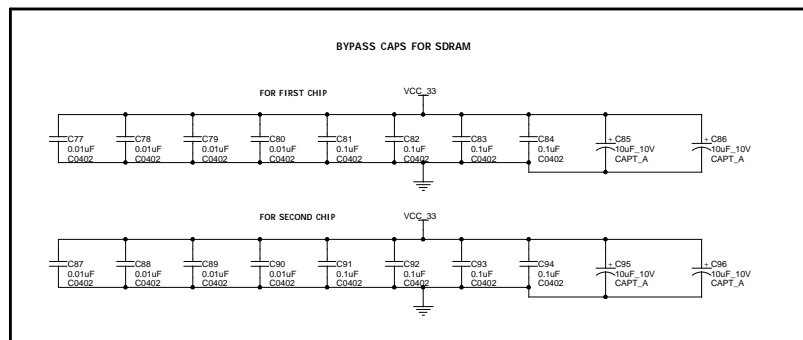 BYPASS CAPS FOR SDRAM
FOR FIRST CHIP
VCC_33
C77
0.01uF
C0402
C78
0.01uF
C0402
C79
0.01uF
C0402
C80
0.01uF
C0402
C81
0.1uF
C0402
C82
0.1uF
C0402
C83
0.1uF
C0402
C84
0.1uF
C0402
+
C85
10uF_10V
CAPT_A
+
C86
10uF_10V
CAPT_A
FOR SECOND CHIP
VCC_33
C87
0.01uF
C0402
C88
0.01uF
C0402
C89
0.01uF
C0402
C90
0.01uF
C0402
C91
0.1uF
C0402
C92
0.1uF
C0402
C93
0.1uF
C0402
C94
0.1uF
C0402
+
C95
10uF_10V
CAPT_A
+
C96
10uF_10V
CAPT_A